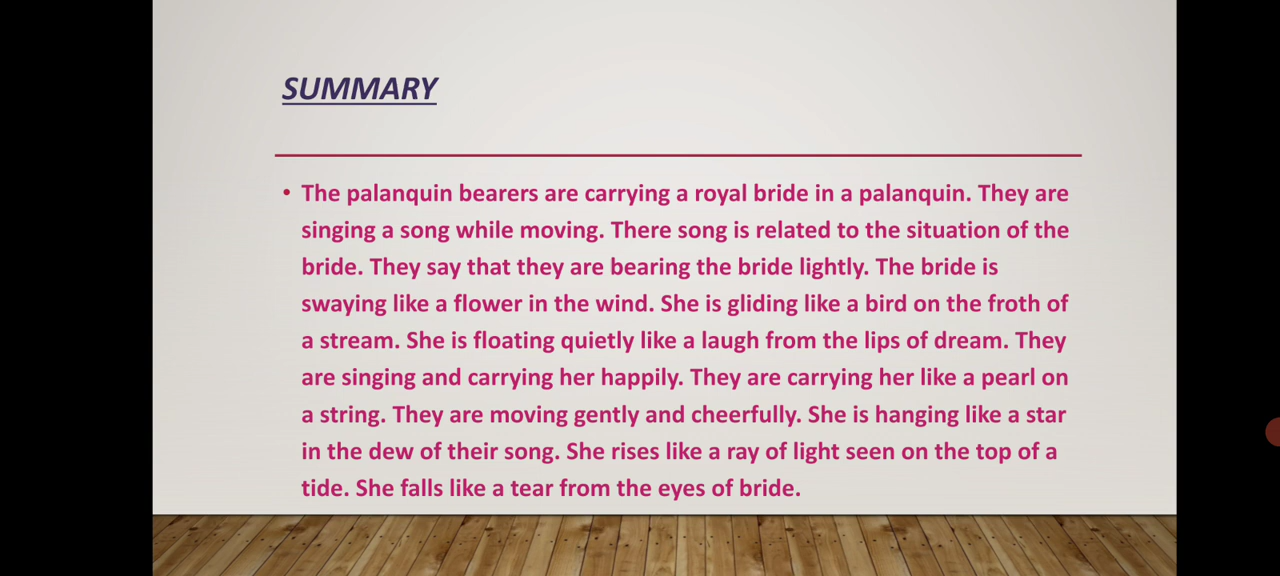 SUMMARY
• The palanquin bearers are carrying a royal bride in a palanquin. They are
singing a song while moving. There song is related to the situation of the
bride. They say that they are bearing the bride lightly. The bride is
swaying like a flower in the wind. She is gliding like a bird on the froth of
a stream. She is floating quietly like a laugh from the lips of dream. They
are singing and carrying her happily. They are carrying her like a pearl on
a string. They are moving gently and cheerfully. She is hanging like a star
in the dew of their song. She rises like a ray of light seen on the top of a
tide. She falls like a tear from the eyes of bride.